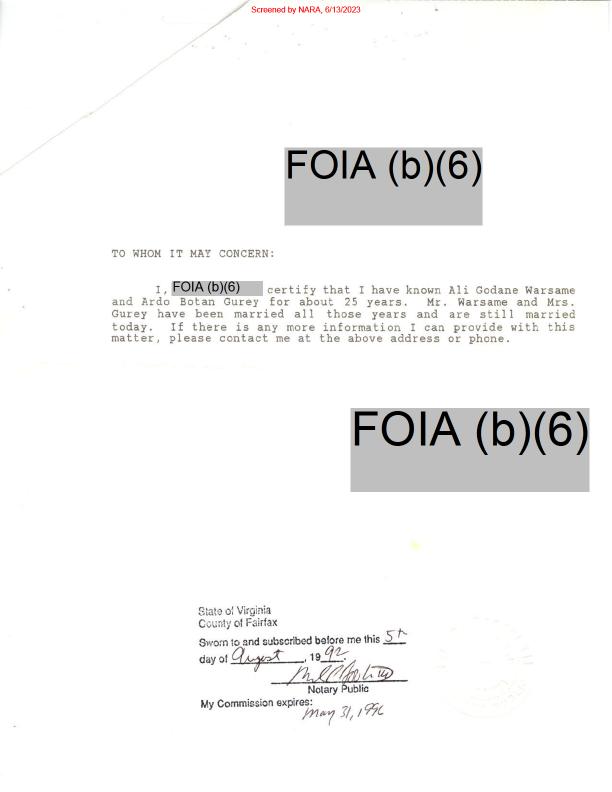 Screened by NARA, 6/13/2023
FOIA (b)(6)
TO WHOM IT MAY CONCERN:
I, FOIA (b)(6) certify that I have known Ali Godane Warsame
and Ardo Botan Gurey for about 25 years. Mr. Warsame and Mrs.
Gurey have been married all those years and are still married
today. If there is any more information I can provide with this
matter, please contact me at the above address or phone.
FOIA (b)(6)
State of Virginia
County of Fairfax
Sworn to and subscribed before me this 5th
day of August, 1992.
Notary Public
My Commission expires:
May 31, 1996